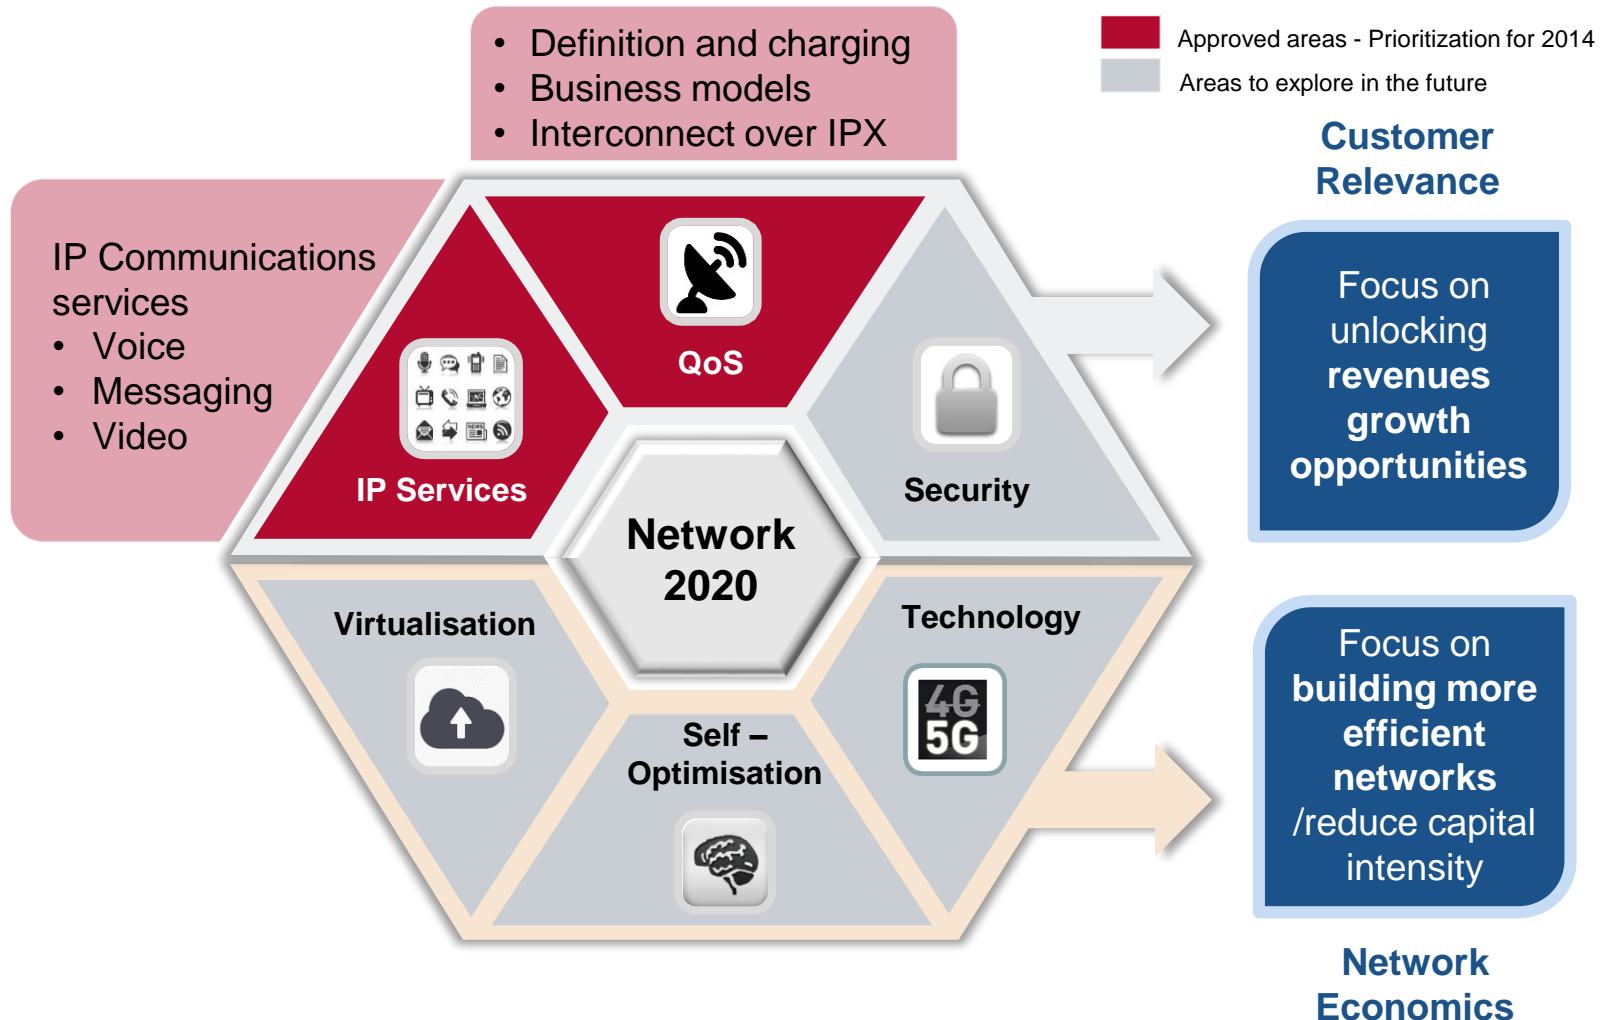 • Definition and charging
• Business models
• Interconnect over IPX
Approved areas - Prioritization for 2014
Areas to explore in the future
IP Communications
services
• Voice
• Messaging
• Video
QoS
IP Services
Security
Network
2020
Virtualisation
Self –
Optimisation
Technology
4G
5G
Customer
Relevance
Focus on
unlocking
revenues
growth
opportunities
Focus on
building more
efficient
networks
/reduce capital
intensity
Network
Economics